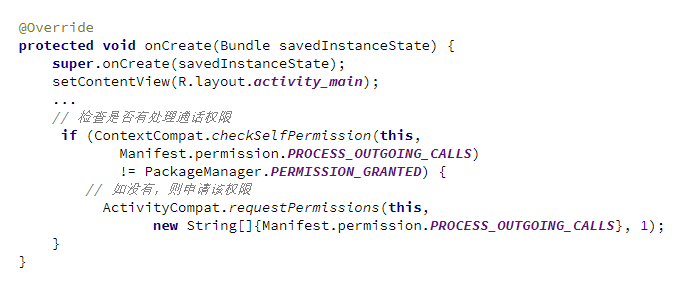 @Override
protected void onCreate(Bundle savedInstanceState) {
    super.onCreate(savedInstanceState);
    setContentView(R.layout.activity_main);
    ...
    // 检查是否有处理通话权限
     if (ContextCompat.checkSelfPermission(this,
            Manifest.permission.PROCESS_OUTGOING_CALLS)
            != PackageManager.PERMISSION_GRANTED) {
        // 如没有，则申请该权限
          ActivityCompat.requestPermissions(this,
                new String[]{Manifest.permission.PROCESS_OUTGOING_CALLS}, 1);
    }
}